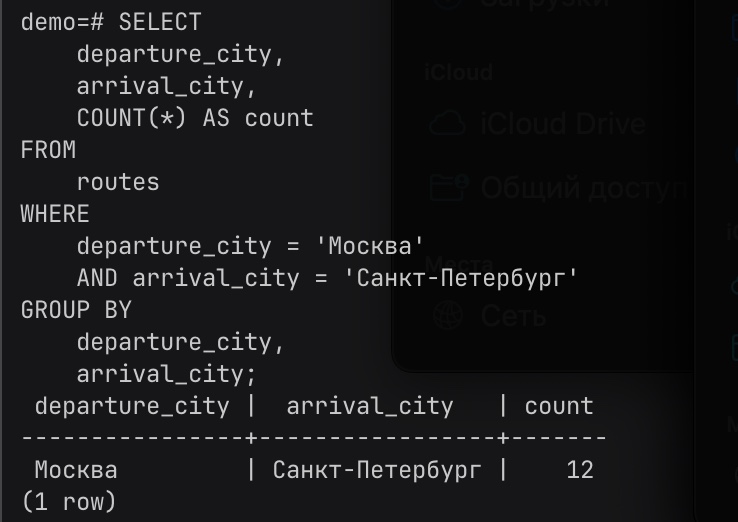 demo=# SELECT
    departure_city,
    arrival_city,
    COUNT(*) AS count
FROM
    routes
WHERE
    departure_city = 'Москва'
    AND arrival_city = 'Санкт-Петербург'
GROUP BY
    departure_city,
    arrival_city;
 departure_city |  arrival_city   | count
----------------+-----------------+-------
 Москва         | Санкт-Петербург |    12
(1 row)
Загрузки
iCloud
iCloud Drive
Общий доступ
Места
Сеть